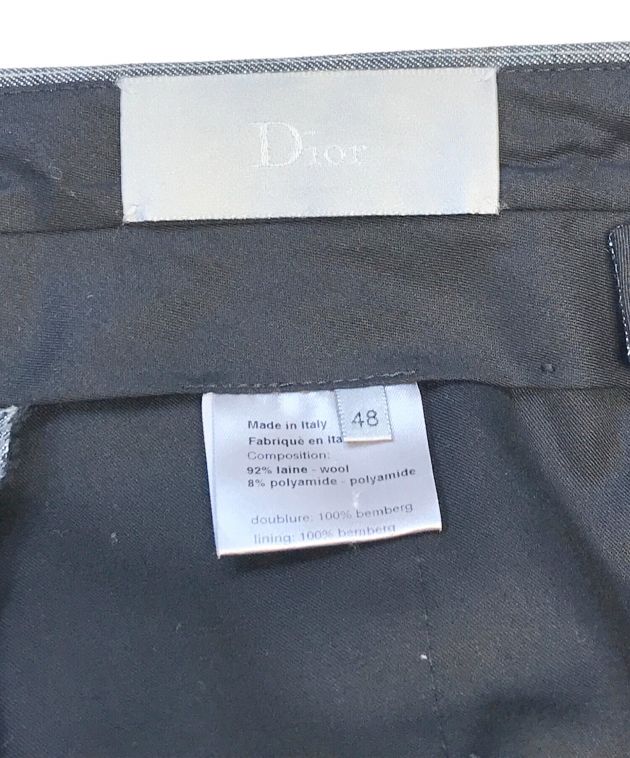 Dior
48
Made in Italy
Fabriqué en Ita
Composition:
92% laine - wool
8% polyamide - polyamide
doublure: 100% bemberg
lining: 100% bemberg